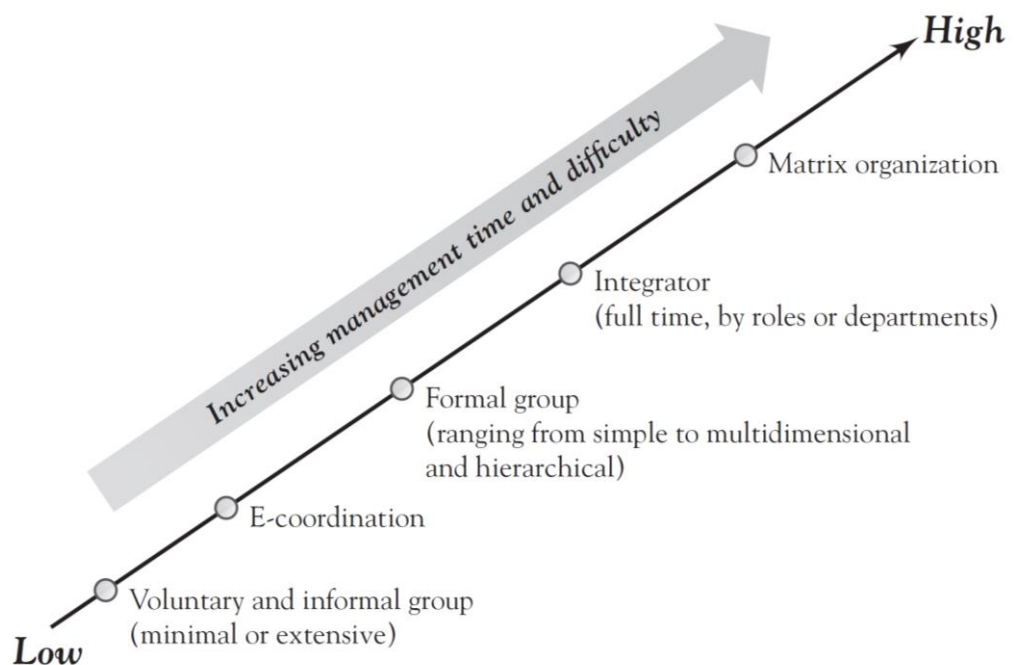 High
Increasing management time and difficulty
Matrix organization
Integrator
(full time, by roles or departments)
Formal group
(ranging from simple to multidimensional
and hierarchical)
E-coordination
Voluntary and informal group
(minimal or extensive)
Low